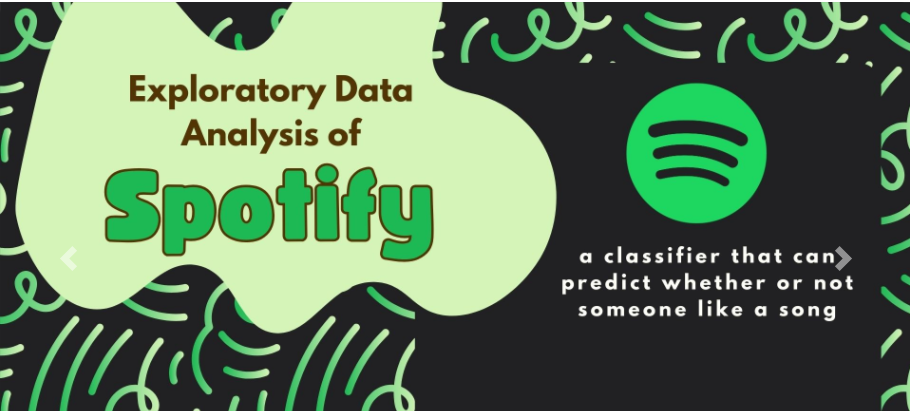 Exploratory Data
Analysis of
Spotify
a classifier that can
predict whether or not
someone like a song